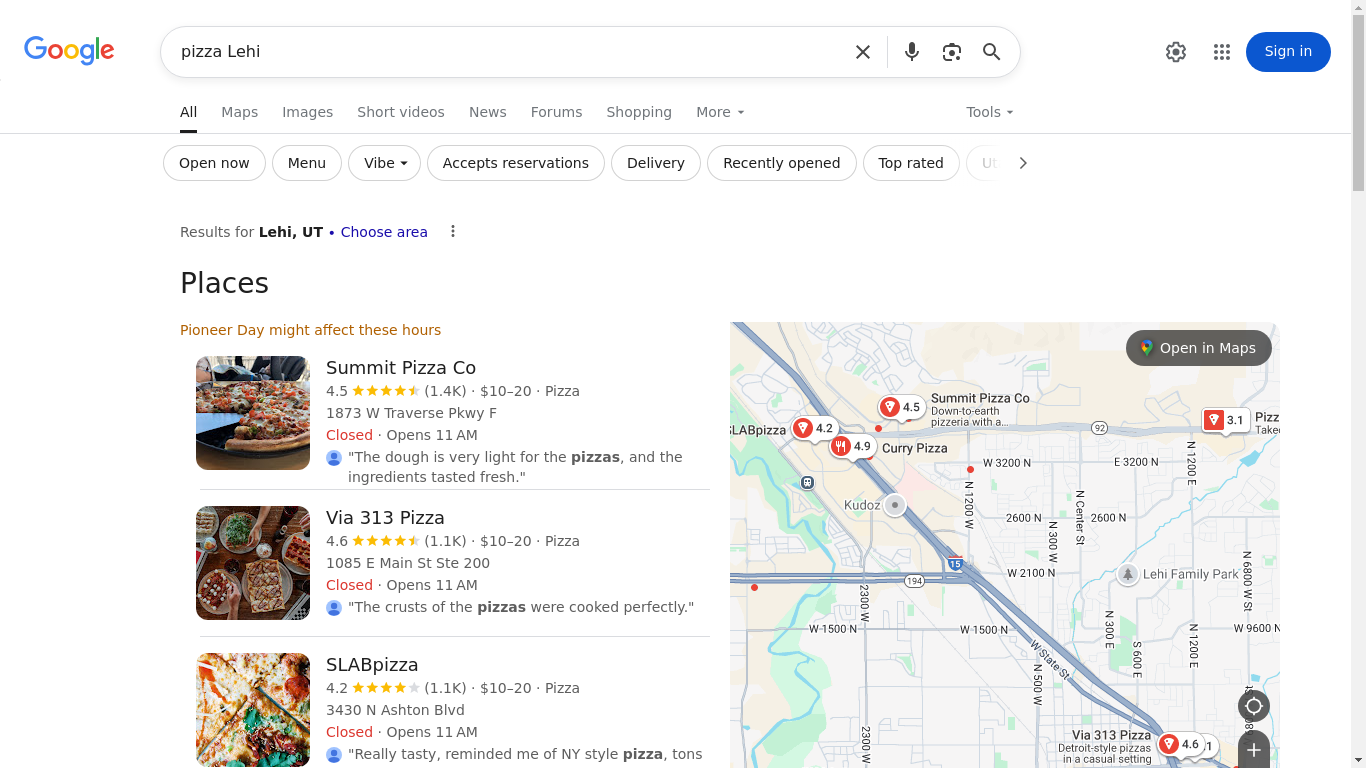 Google
pizza Lehi
Sign in
All
Maps
Images
Short videos
News
Forums
Shopping
More
Tools
Open now
Menu
Vibe
Accepts reservations
Delivery
Recently opened
Top rated
Ut
Results for Lehi, UT • Choose area
Places
Pioneer Day might affect these hours
Summit Pizza Co
4.5 (1.4K) · $10–20 · Pizza
1873 W Traverse Pkwy F
Closed · Opens 11 AM
"The dough is very light for the pizzas, and the
ingredients tasted fresh."
Via 313 Pizza
4.6 (1.1K) · $10–20 · Pizza
1085 E Main St Ste 200
Closed · Opens 11 AM
"The crusts of the pizzas were cooked perfectly."
SLABpizza
4.2 (1.1K) · $10–20 · Pizza
3430 N Ashton Blvd
Closed · Opens 11 AM
"Really tasty, reminded me of NY style pizza, tons
Open in Maps
4.5
Summit Pizza Co
Down-to-earth
pizzeria with a...
SLABpizza
4.2
4.9
Curry Pizza
92
3.1
Pizz
Take
W 3200 N
E 3200 N
N 1200 E
Kudoz
N 1200 W
2600 N
N Center St
2600 N
N 300 W
15
194
W 2100 N
Lehi Family Park
N 6800 W St
2300 W
W 1500 N
W 1500 N
N 300 E
S 600 E
N 1200 E
W 9600 N
W State St
N 500 W
2300 W
Via 313 Pizza
Detroit-style pizzas
in a casual setting
4.6